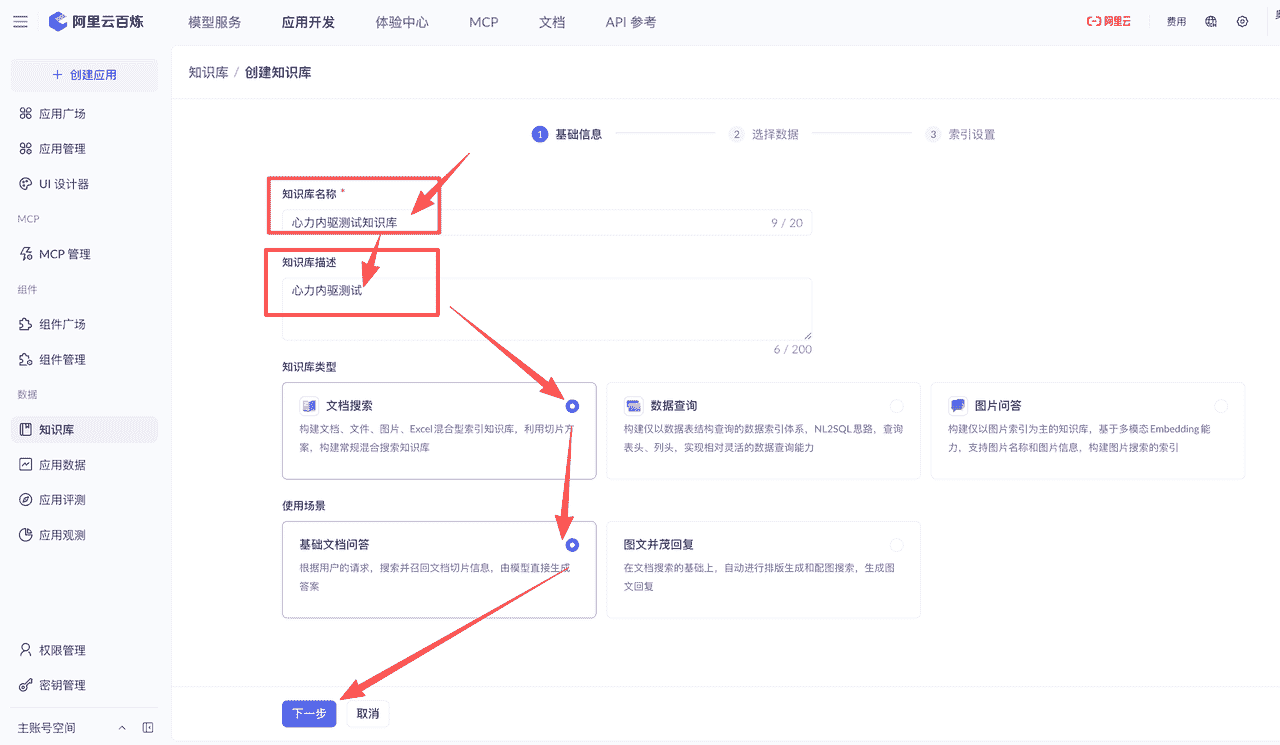 阿里云百炼
模型服务 应用开发 体验中心 MCP 文档 API 参考
阿里云 费用
创建应用
应用广场
应用管理
UI 设计器
MCP
MCP 管理
组件
组件广场
组件管理
数据
知识库
应用数据
应用评测
应用观测
权限管理
密钥管理
主账号空间
知识库 / 创建知识库
1 基础信息 2 选择数据 3 索引设置
知识库名称 *
心力内驱测试知识库 9 / 20
知识库描述
心力内驱测试
6 / 200
知识库类型
文档搜索
构建文档、文件、图片、Excel混合型索引知识库，利用切片方
案，构建常规混合搜索知识库
数据查询
构建仅以数据表结构查询的数据索引体系，NL2SQL思路，查询
表头、列头，实现相对灵活的数据查询能力
图片问答
构建仅以图片索引为主的知识库，基于多模态Embedding能
力，支持图片名称和图片信息，构建图片搜索的索引
使用场景
基础文档问答
根据用户的请求，搜索并召回文档切片信息，由模型直接生成
答案
图文并茂回复
在文档搜索的基础上，自动进行排版生成和配图搜索，生成图
文回复
下一步 取消